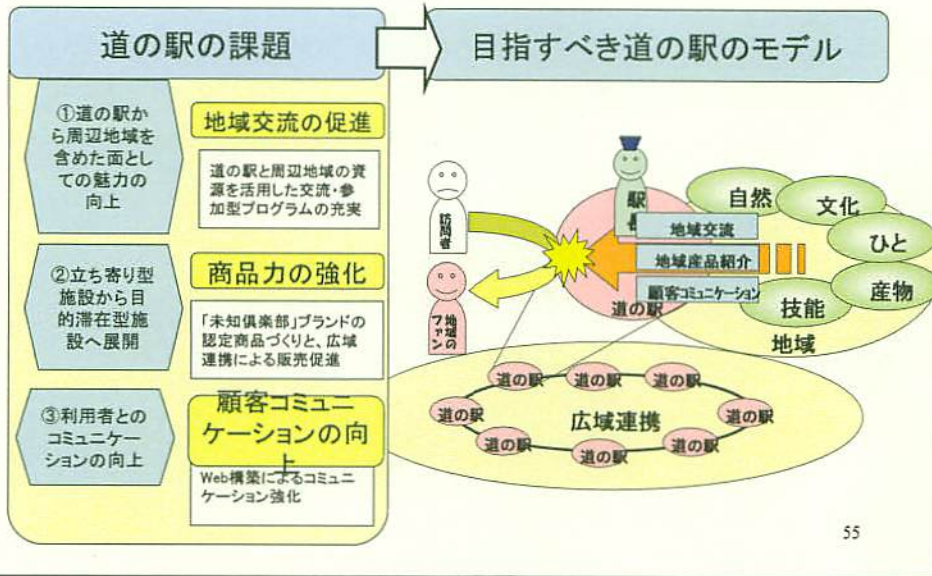 道の駅の課題
目指すべき道の駅のモデル
①道の駅か
ら周辺地域を
含めた面とし
ての魅力の
向上
地域交流の促進
道の駅と周辺地域の資
源を活用した交流・参
加型プログラムの充実
②立ち寄り型
施設から目
的滞在型施
設へ展開
商品力の強化
「未知倶楽部」ブランドの
認定商品づくりと、広域
連携による販売促進
③利用者との
コミュニケー
ションの向上
顧客コミュニ
ケーションの向
上
Web構築によるコミュニ
ケーション強化
訪問者
地域の
ファン
駅長
地域交流
地域産品紹介
顧客コミュニケーション
道の駅
自然
文化
ひと
産物
技能
地域
道の駅
道の駅
道の駅
道の駅
広域連携
道の駅
道の駅
道の駅
道の駅
55